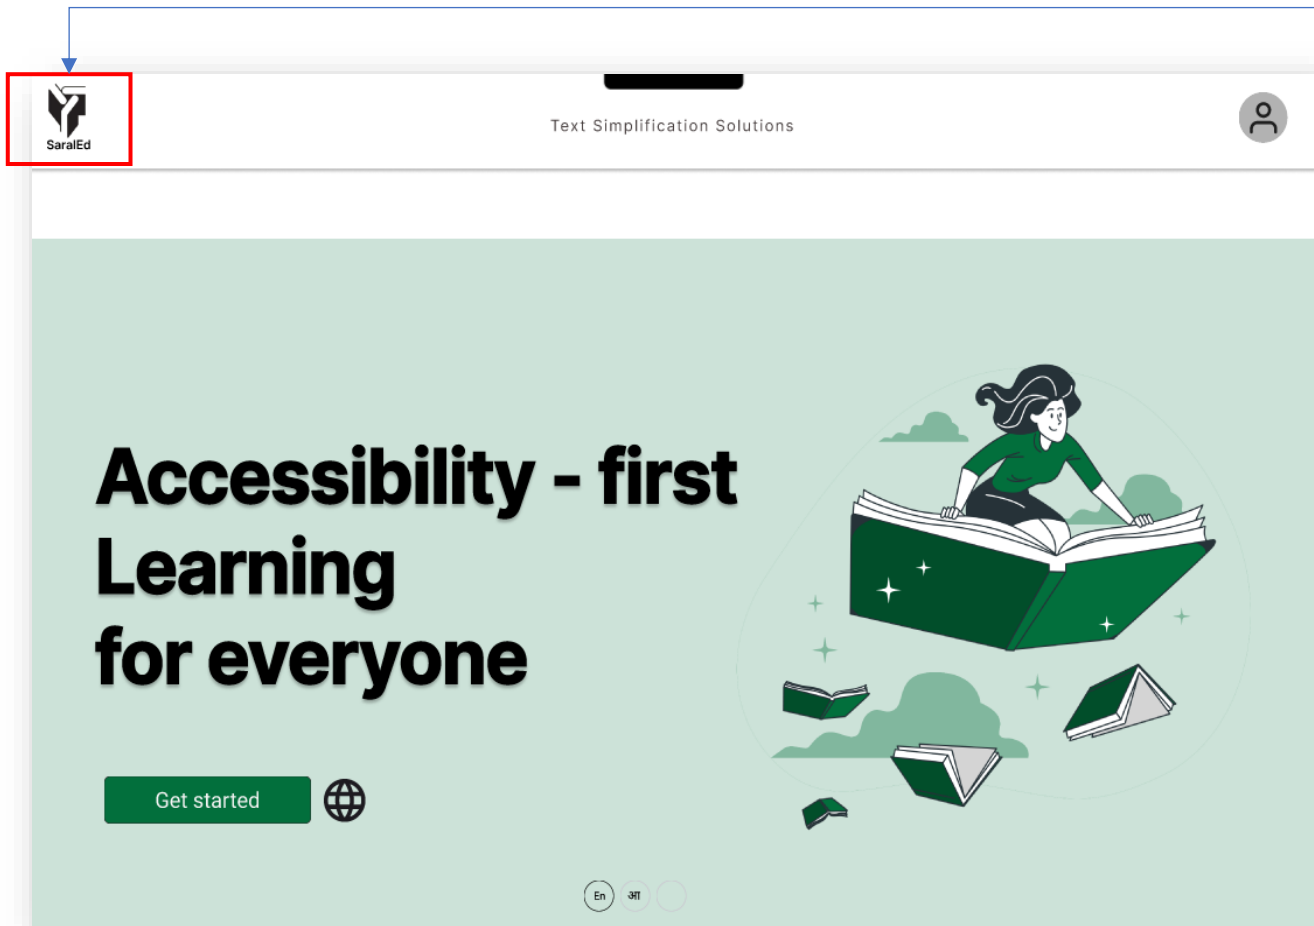 SaralEd
Text Simplification Solutions
Accessibility - first
Learning
for everyone
Get started
En
आ